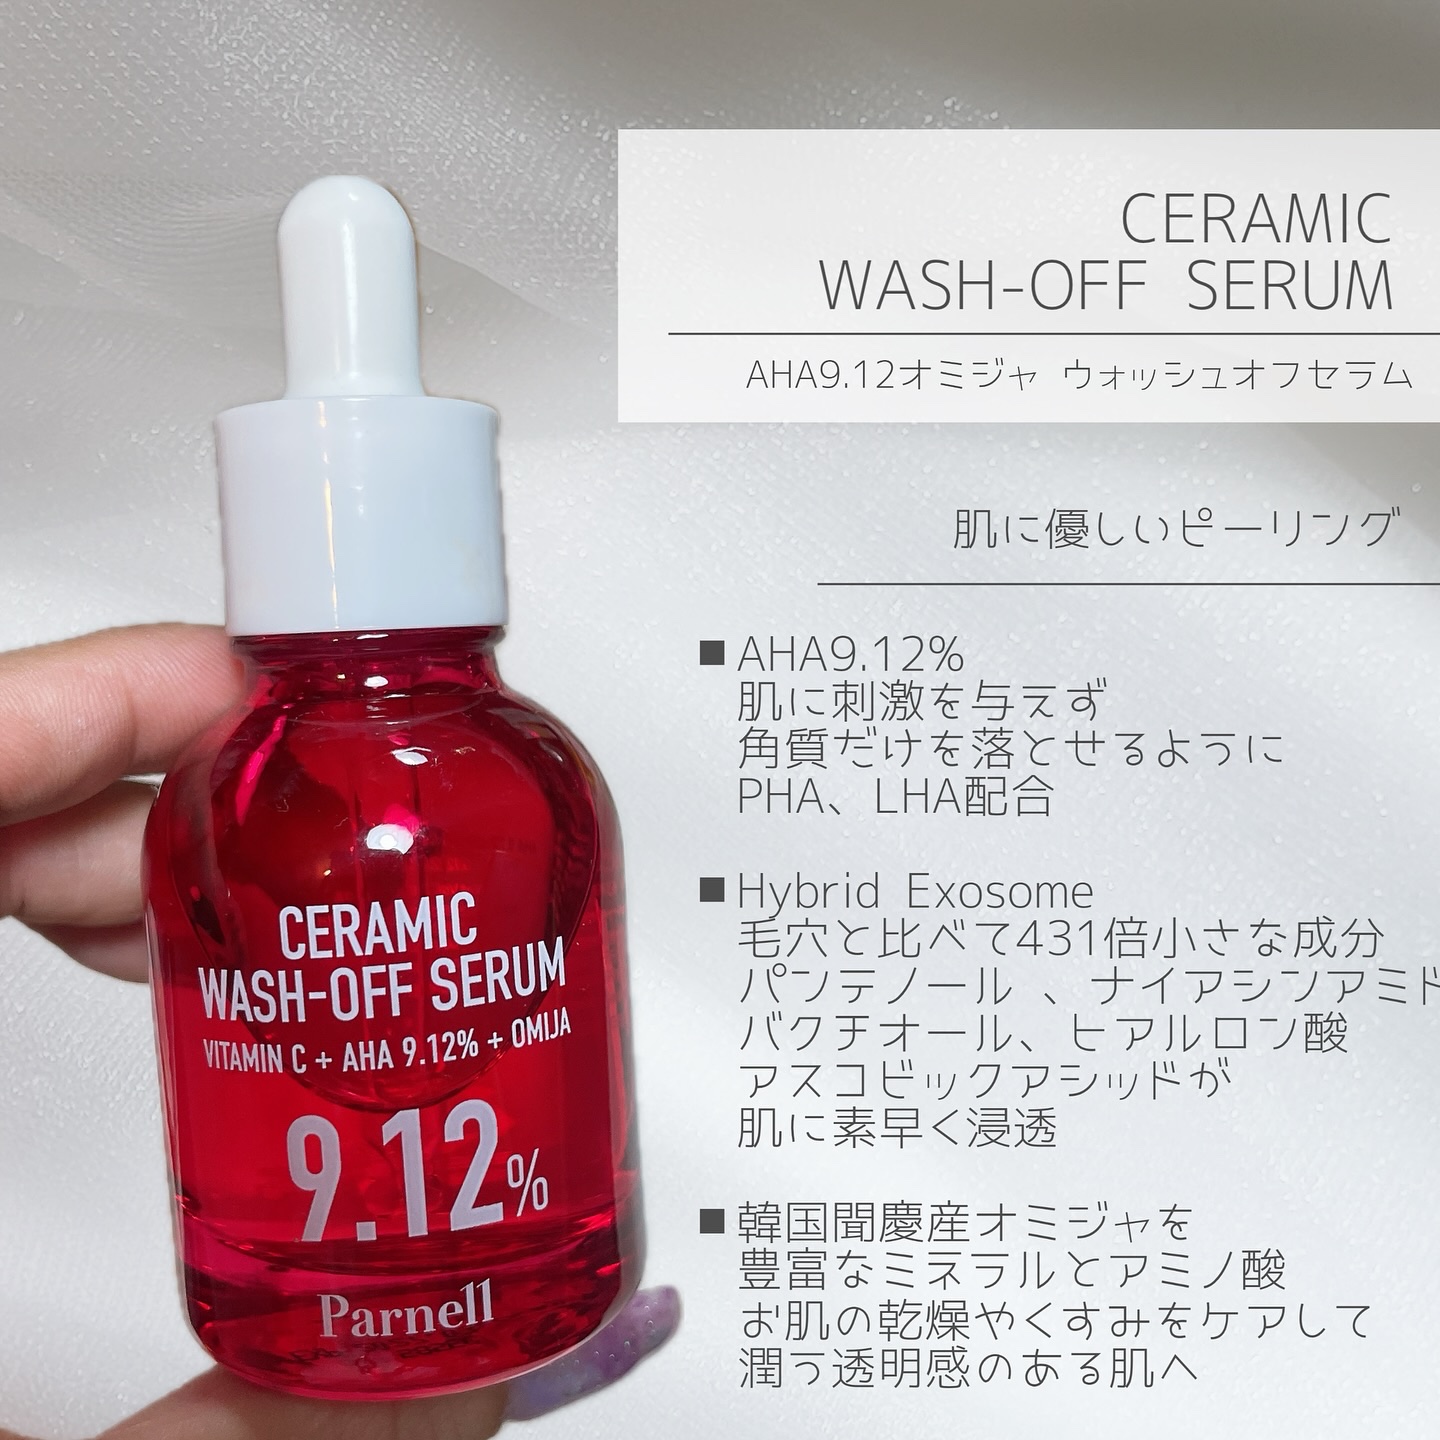 CERAMIC
WASH-OFF SERUM
AHA9.12オミジャ ウォッシュオフセラム
肌に優しいピーリング
■AHA9.12%
肌に刺激を与えず
角質だけを落とせるように
PHA、LHA配合
■Hybrid Exosome
毛穴と比べて431倍小さな成分
パンテノール 、ナイアシンアミド
バクチオール、ヒアルロン酸
アスコビックアシッドが
肌に素早く浸透
■韓国聞慶産オミジャを
豊富なミネラルとアミノ酸
お肌の乾燥やくすみをケアして
潤う透明感のある肌へ
CERAMIC
WASH-OFF SERUM
VITAMIN C + AHA 9.12% + OMIJA
9.12%
Parnell